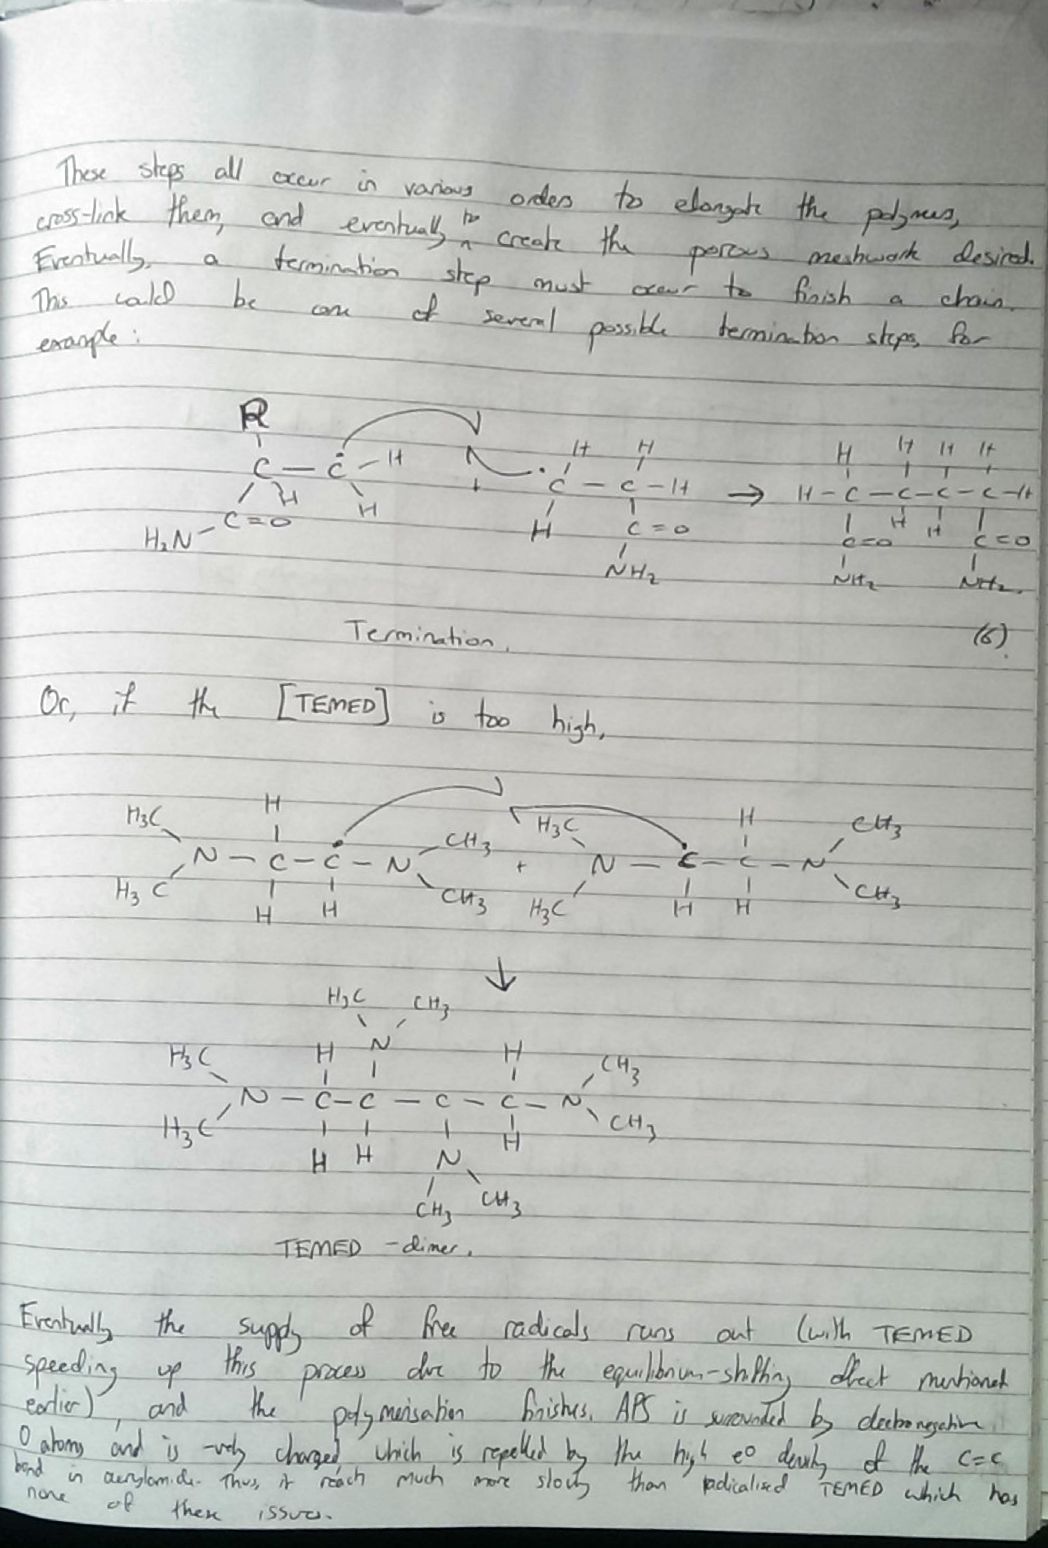 These steps all occur in various orders to elongate the polymers,
cross-link them, and eventually to create the porous meshwork desired.
Eventually, a termination step must occur to finish a chain.
This could be one of several possible termination steps, for
example:
R H H H H H H
C — Ċ — H + ·C — C — H → H — C — C — C — C — H
H H H H H
C = O C = O C = O C = O
H₂N NH₂ NH₂ NH₂
Termination. (6)
Or, if the [TEMED] is too high,
H₃C H CH₃ H₃C H CH₃
N — C — Ċ — N + N — Ċ — C — N
H₃C H H CH₃ H₃C H H CH₃
↓
H₃C CH₃
H₃C H N H CH₃
N — C — C — C — C — N
H₃C H H N H CH₃
CH₃ CH₃
TEMED - dimer.
Eventually the supply of free radicals runs out (with TEMED
speeding up this process due to the equilibrium-shifting effect mentioned
earlier), and the polymerisation finishes. APS is surrounded by electronegative
O atoms and is -vely charged, which is repelled by the high e⊖ density of the C=C
bond in acrylamide. Thus, it reach much more slowly than radicalised TEMED which has
none of these issues.